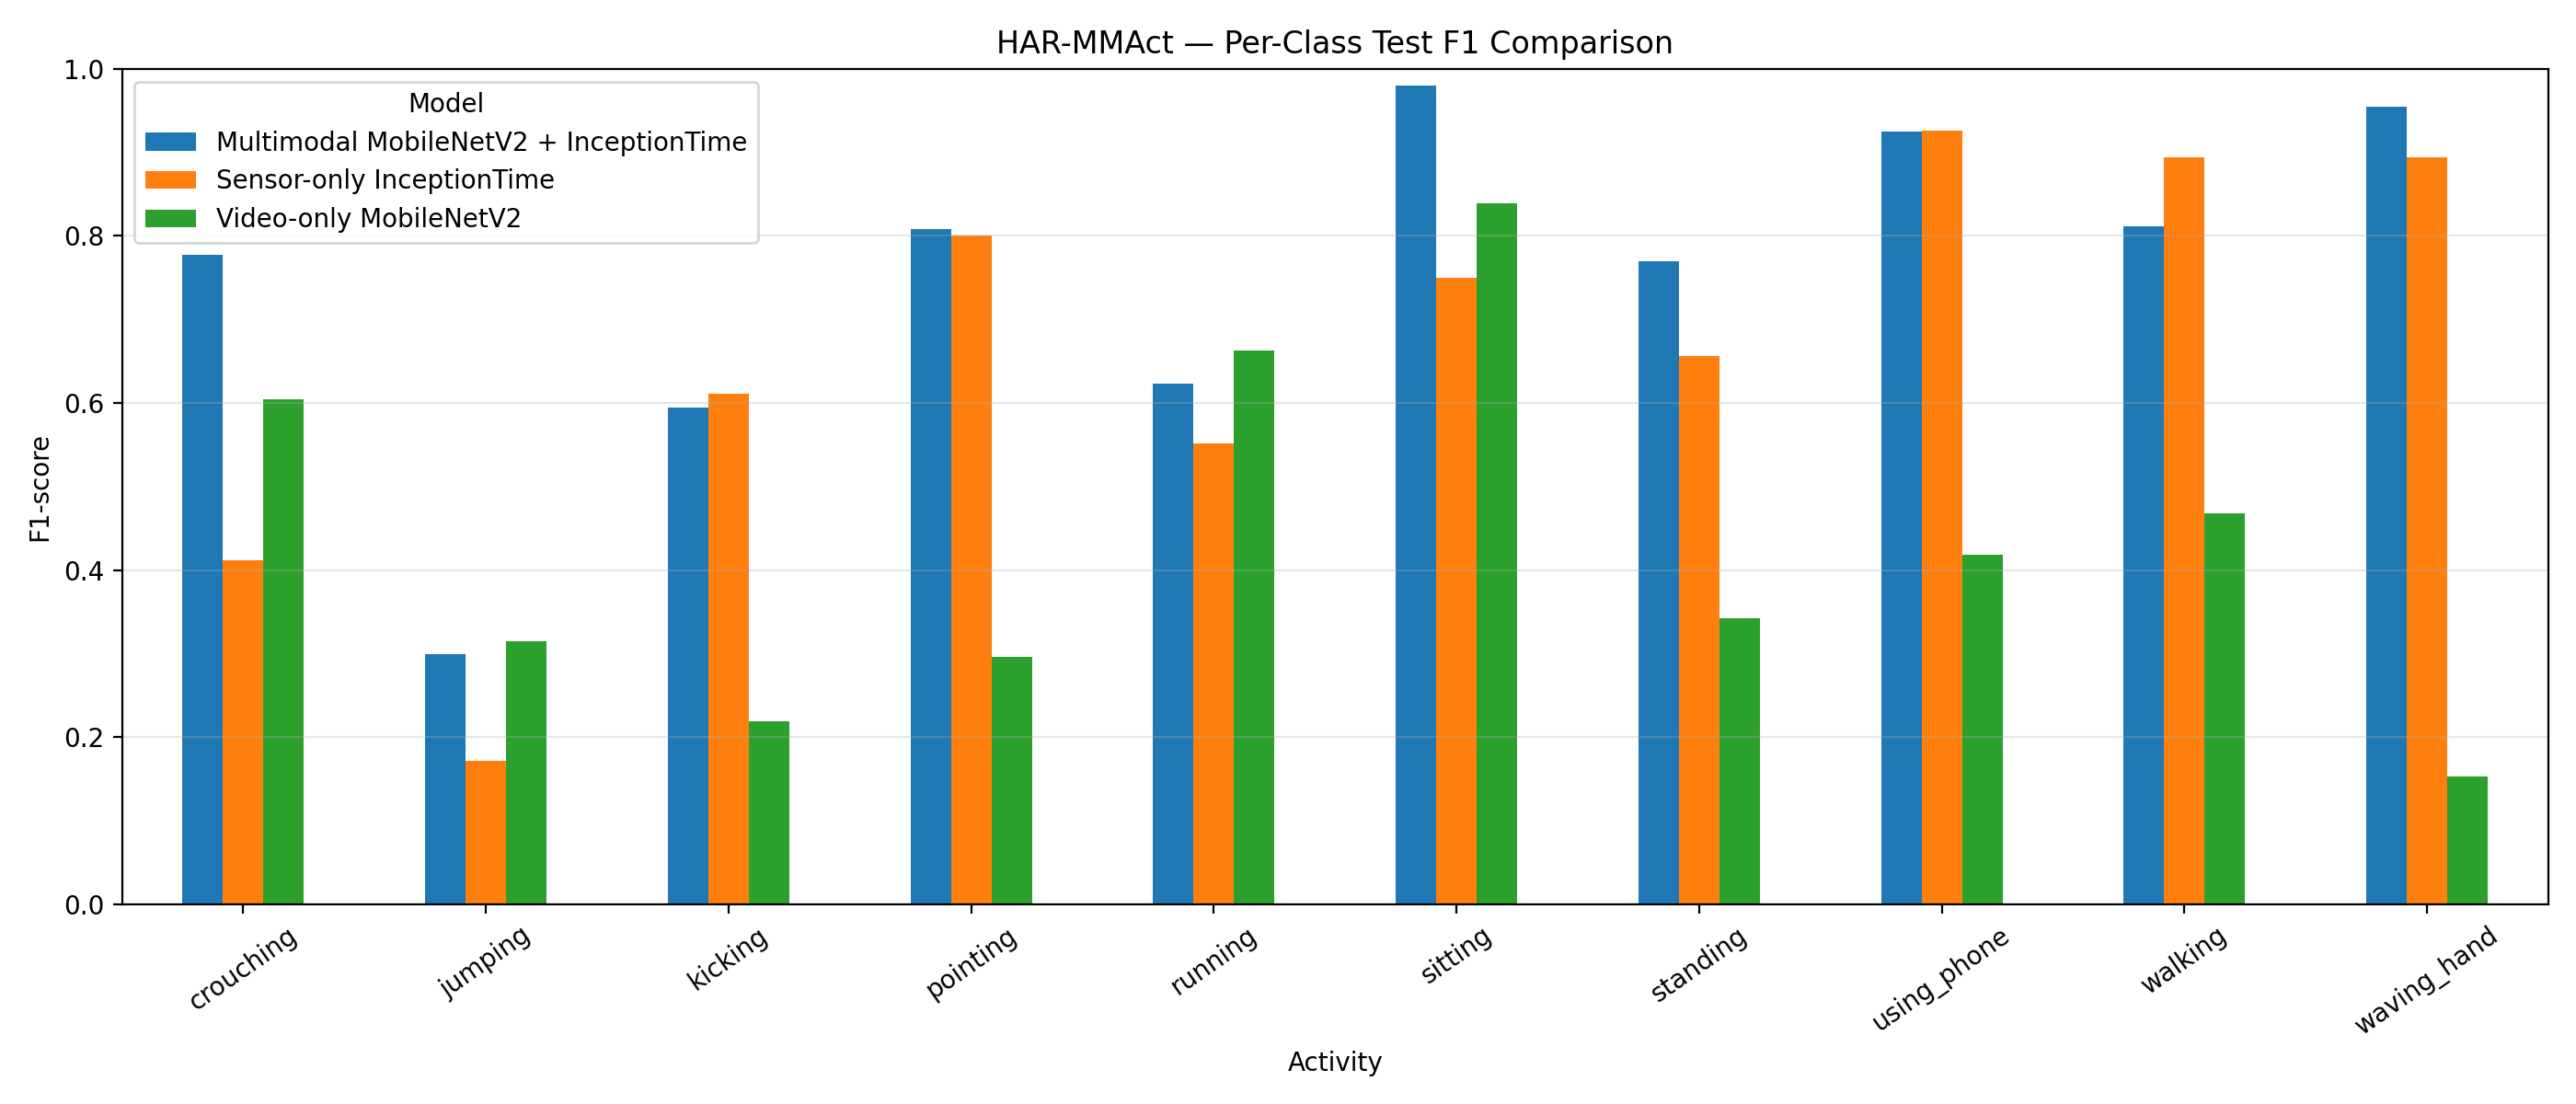 HAR-MMAct — Per-Class Test F1 Comparison
Model
Multimodal MobileNetV2 + InceptionTime
Sensor-only InceptionTime
Video-only MobileNetV2
F1-score
1.0
0.8
0.6
0.4
0.2
0.0
crouching
jumping
kicking
pointing
running
sitting
standing
using_phone
walking
waving_hand
Activity